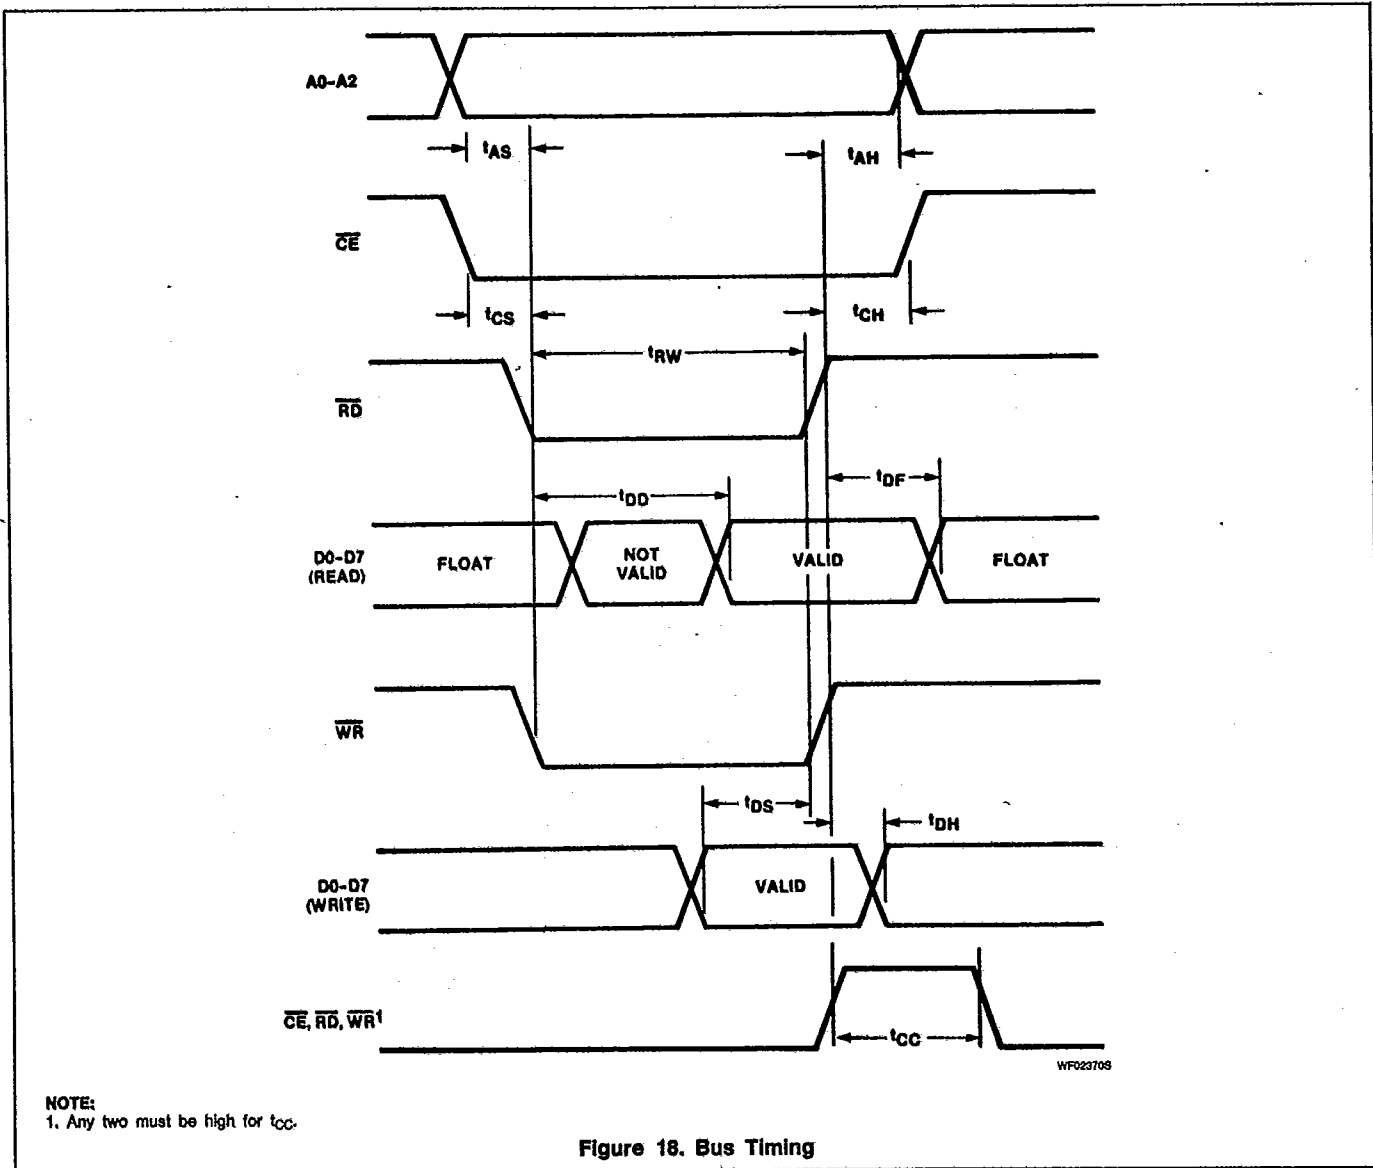 A0-A2
tAS
tAH
CE
tCS
tCH
tRW
RD
tDF
tDD
D0-D7
(READ)
FLOAT
NOT
VALID
VALID
FLOAT
WR
tDS
tDH
D0-D7
(WRITE)
VALID
CE, RD, WR1
tCC
WF02370S
NOTE:
1. Any two must be high for tCC.
Figure 18. Bus Timing